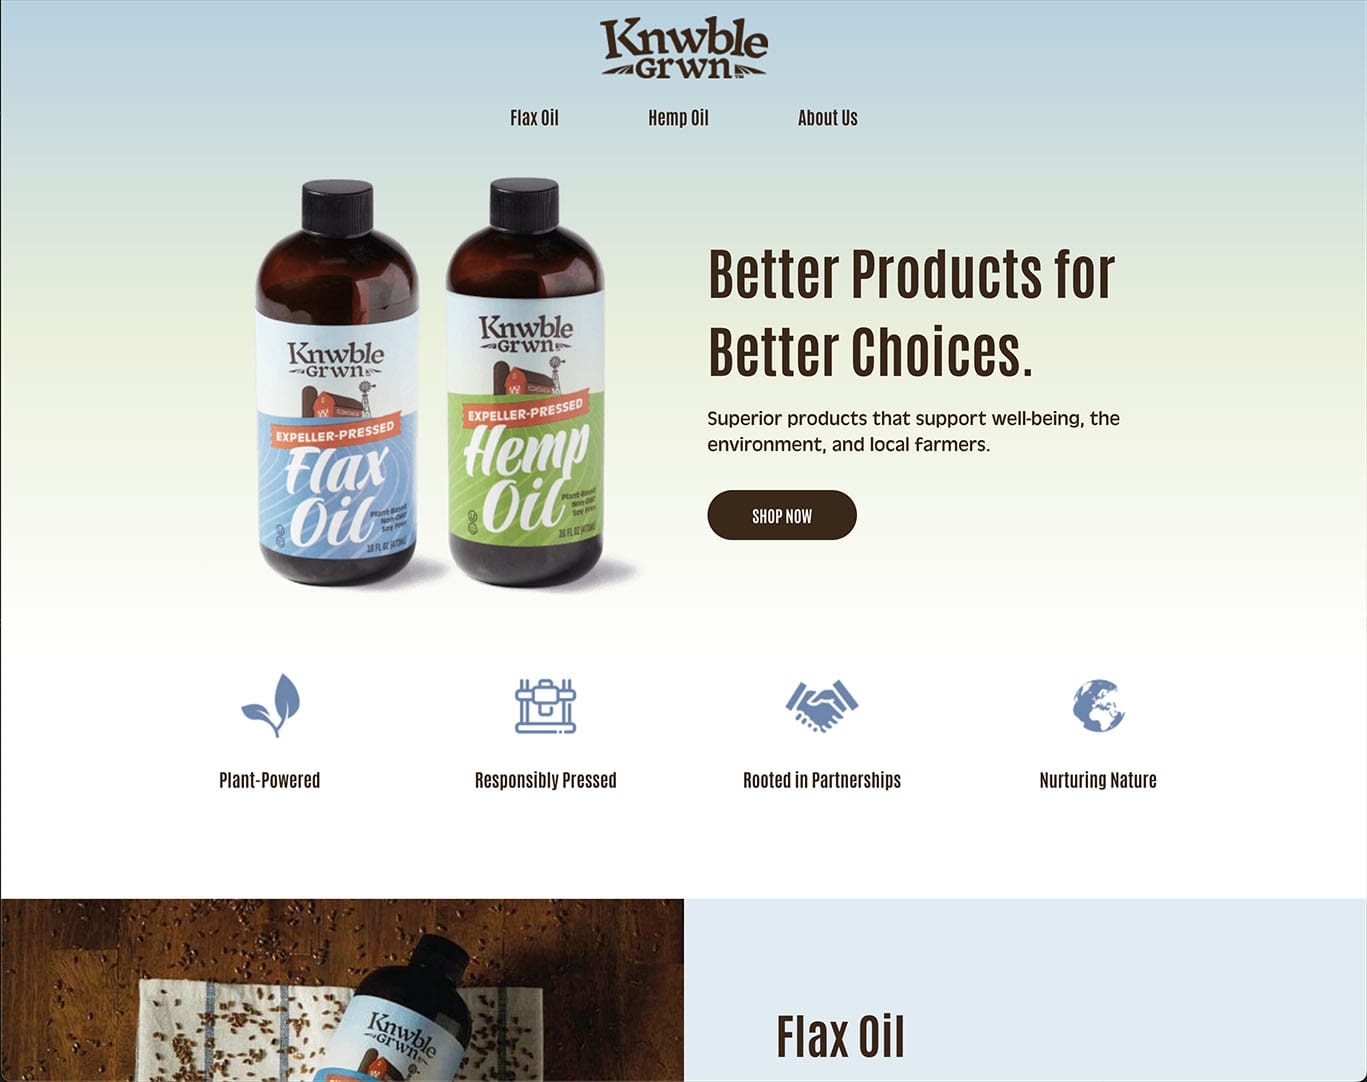 Knwble
Grwn™
Flax Oil
Hemp Oil
About Us
Knwble
Grwn
EXPELLER-PRESSED
Flax
Oil
Plant-Based
Non-GMO
Soy Free
16 FL OZ (473mL)
Knwble
Grwn
W
EXPELLER-PRESSED
Hemp
Oil
Plant-Based
Non-GMO
Soy Free
16 FL OZ (473mL)
Better Products for
Better Choices.
Superior products that support well-being, the
environment, and local farmers.
SHOP NOW
Plant-Powered
Responsibly Pressed
Rooted in Partnerships
Nurturing Nature
Knwble
Grwn
Flax Oil